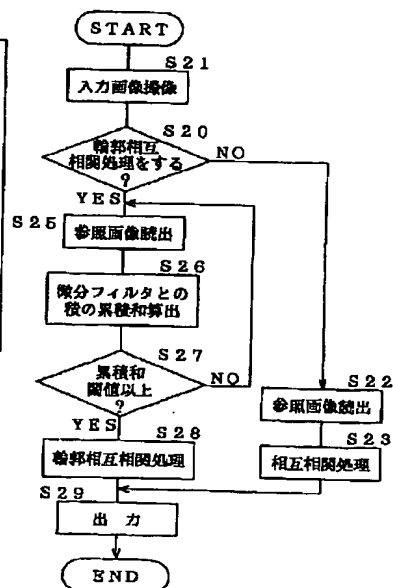 START
S21
入力画像撮像
S20
輪郭相互
相関処理をする
?
NO
YES
S25
参照画像読出
S26
微分フィルタとの
積の累積和算出
S27
累積和
閾値以上
?
NO
YES
S22
参照画像読出
S28
輪郭相互相関処理
S23
相互相関処理
S29
出 力
END